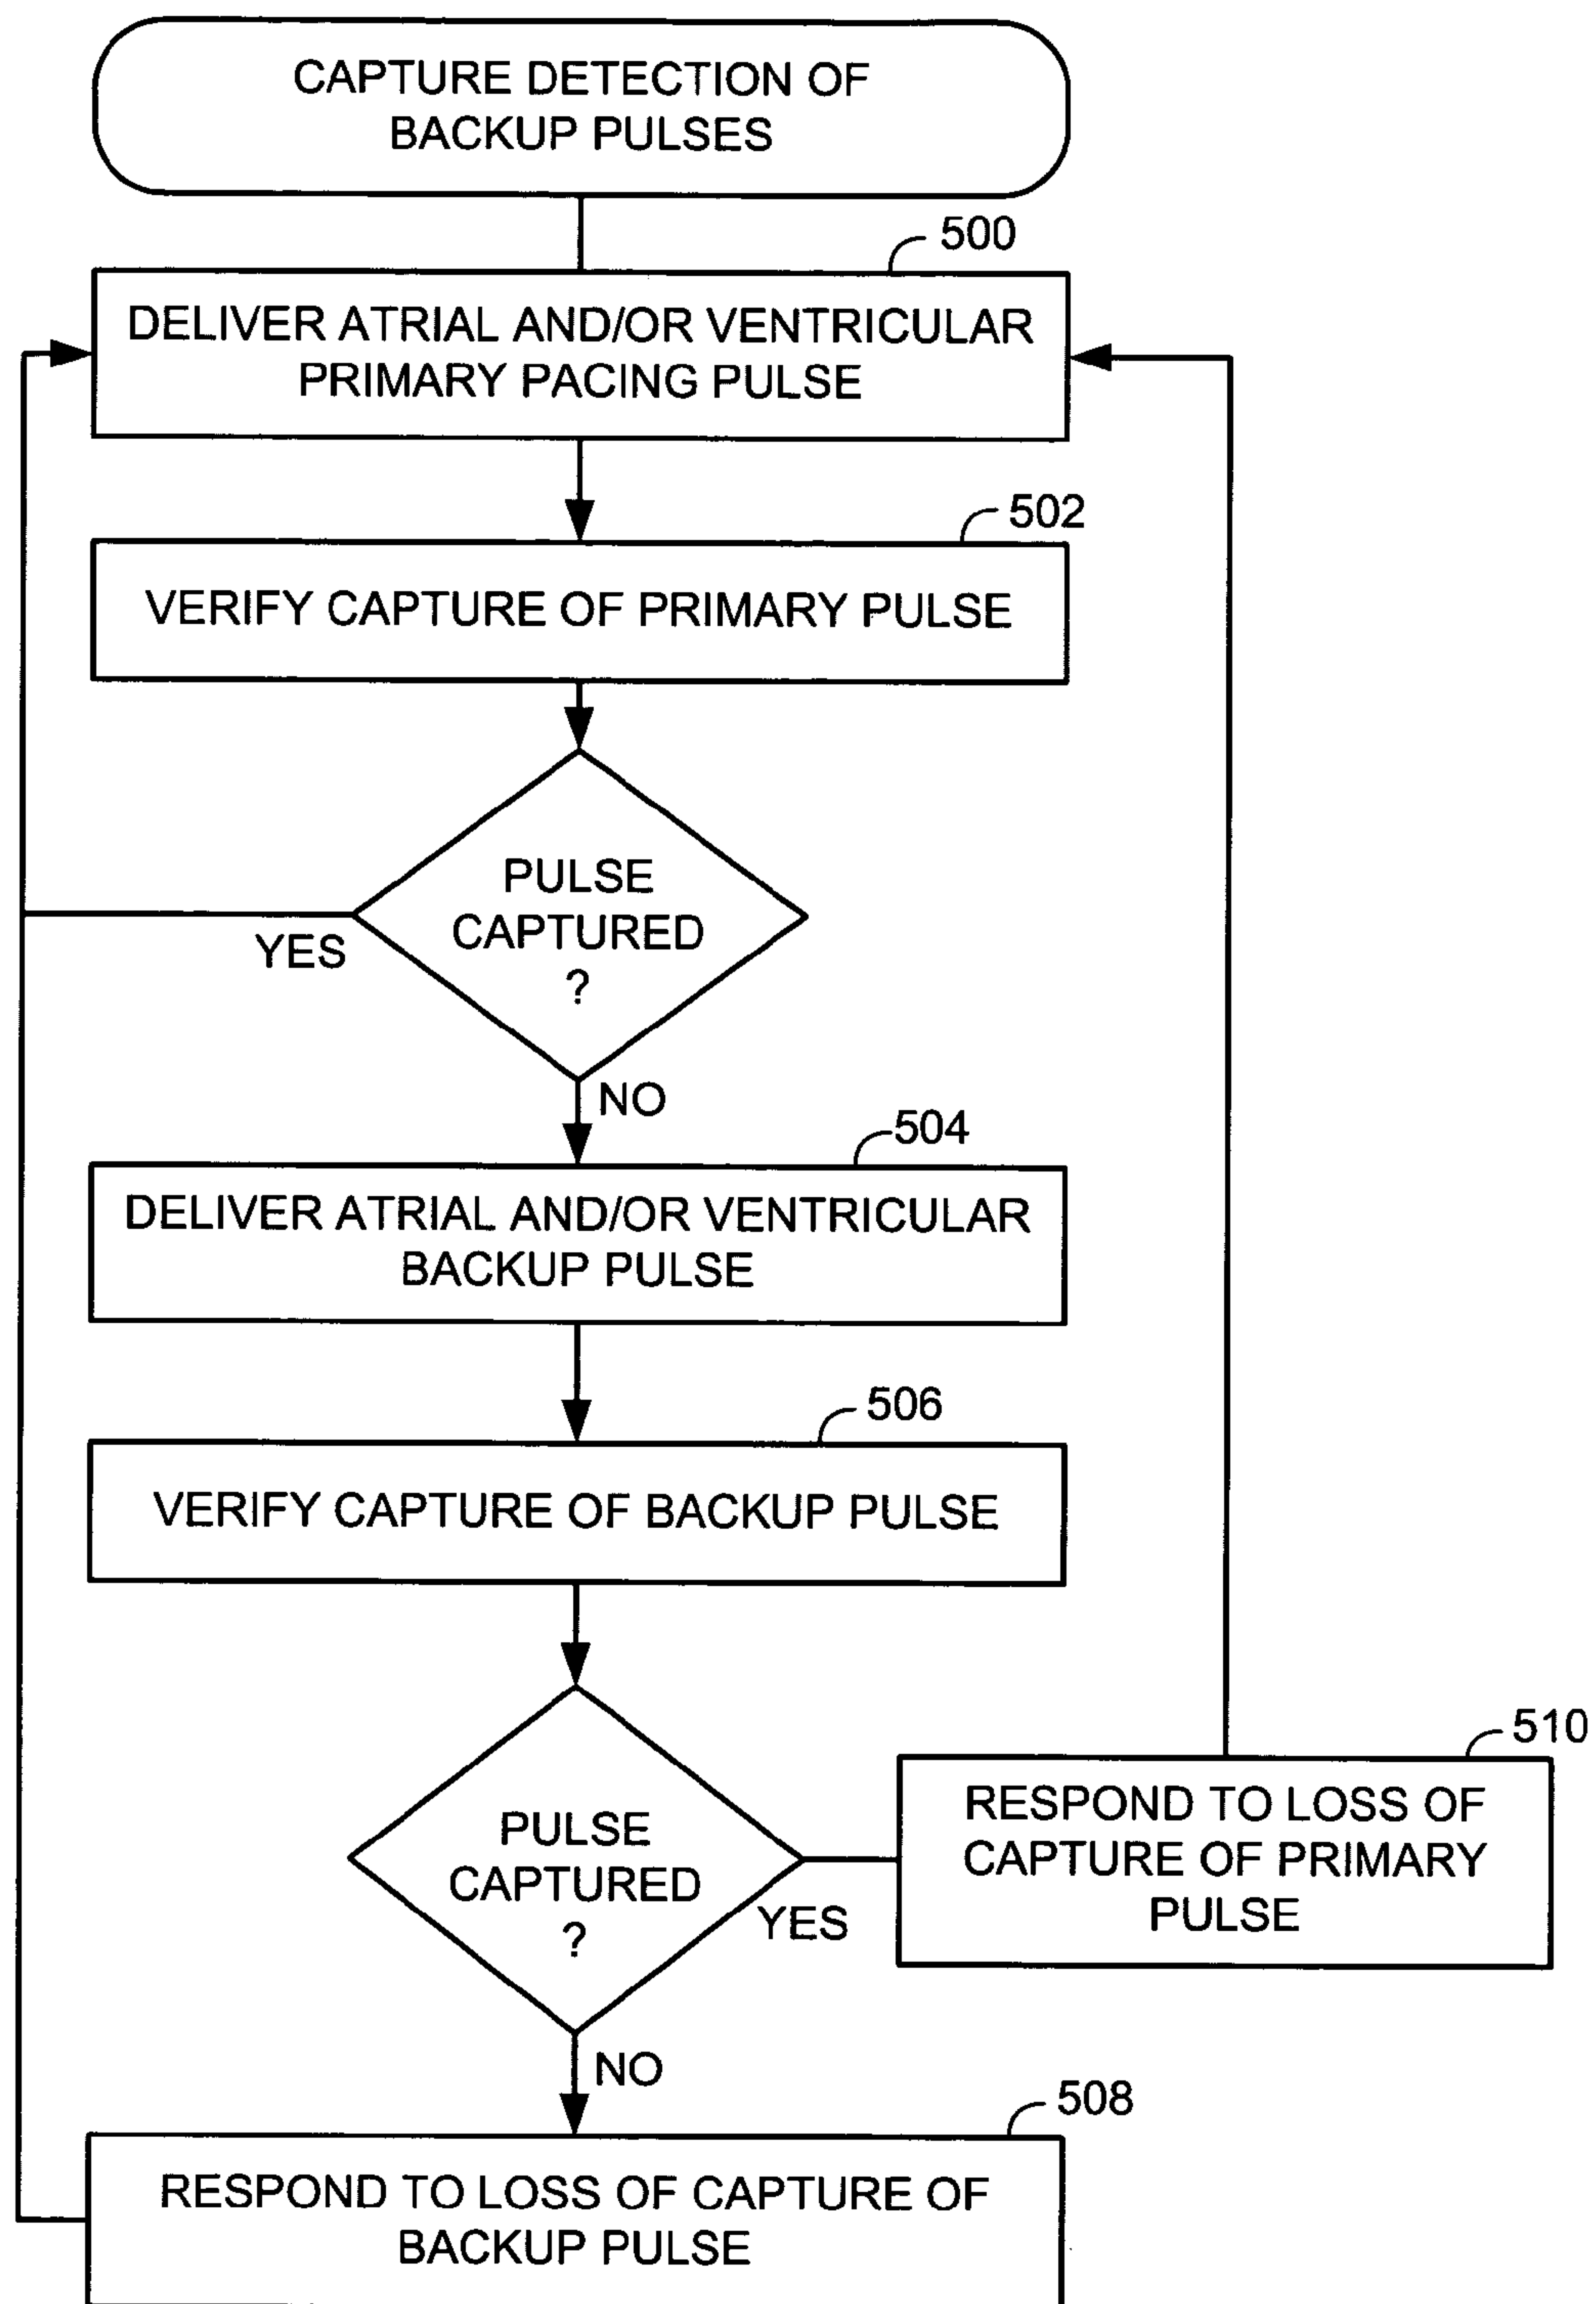 CAPTURE DETECTION OF
BACKUP PULSES
500
DELIVER ATRIAL AND/OR VENTRICULAR
PRIMARY PACING PULSE
502
VERIFY CAPTURE OF PRIMARY PULSE
PULSE
CAPTURED
?
YES
NO
504
DELIVER ATRIAL AND/OR VENTRICULAR
BACKUP PULSE
506
VERIFY CAPTURE OF BACKUP PULSE
PULSE
CAPTURED
?
YES
510
RESPOND TO LOSS OF
CAPTURE OF PRIMARY
PULSE
NO
508
RESPOND TO LOSS OF CAPTURE OF
BACKUP PULSE